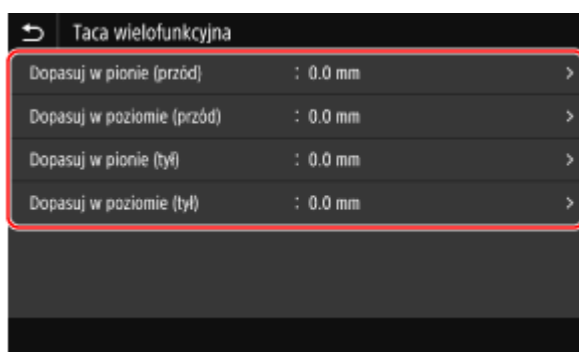 Taca wielofunkcyjna
Dopasuj w pionie (przód) : 0.0 mm >
Dopasuj w poziomie (przód) : 0.0 mm >
Dopasuj w pionie (tył) : 0.0 mm >
Dopasuj w poziomie (tył) : 0.0 mm >